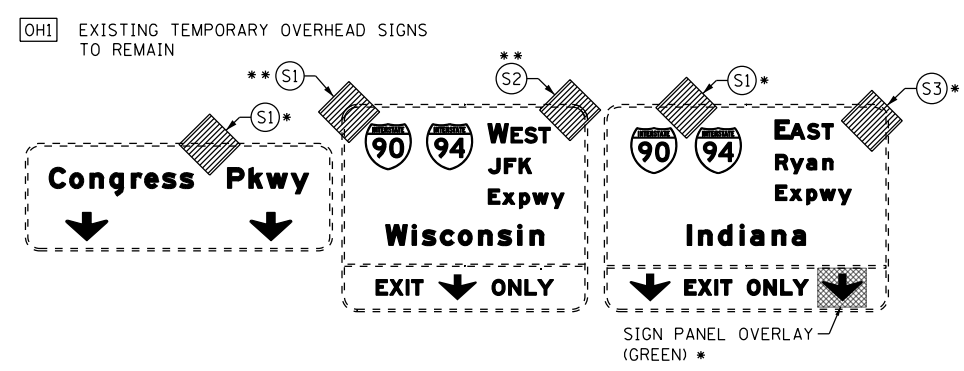 OH1 EXISTING TEMPORARY OVERHEAD SIGNS
TO REMAIN
S1 *
Congress Pkwy
** S1
**
S2
INTERSTATE 90 INTERSTATE 94 WEST
JFK
Expwy
Wisconsin
EXIT ONLY
S1 *
S3 *
INTERSTATE 90 INTERSTATE 94 EAST
Ryan
Expwy
Indiana
EXIT ONLY
SIGN PANEL OVERLAY
(GREEN) *